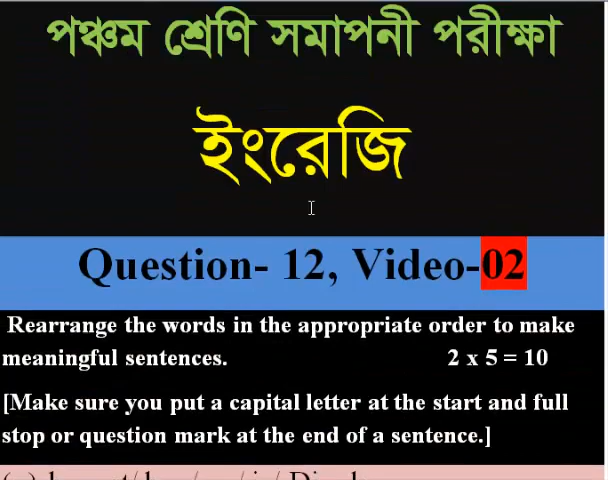 পঞ্চম শ্রেণি সমাপনী পরীক্ষা
ইংরেজি
Question- 12, Video-02
Rearrange the words in the appropriate order to make
meaningful sentences. 2 x 5 = 10
[Make sure you put a capital letter at the start and full
stop or question mark at the end of a sentence.]